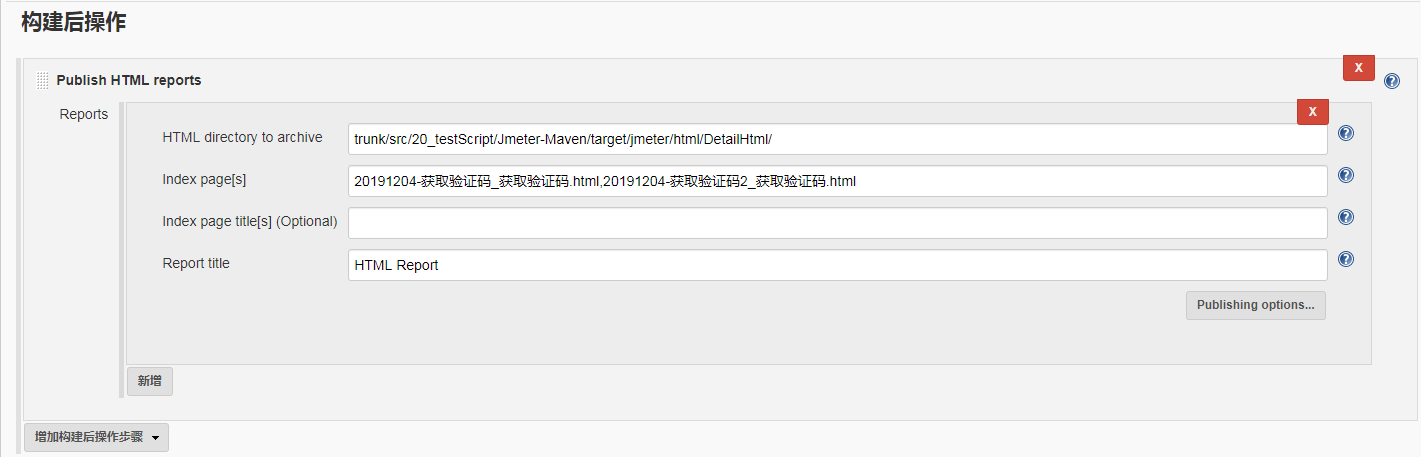 构建后操作
Publish HTML reports
X
Reports
X
HTML directory to archive
trunk/src/20_testScript/Jmeter-Maven/target/jmeter/html/DetailHtml/
Index page[s]
20191204-获取验证码_获取验证码.html,20191204-获取验证码2_获取验证码.html
Index page title[s] (Optional)
Report title
HTML Report
Publishing options...
新增
增加构建后操作步骤